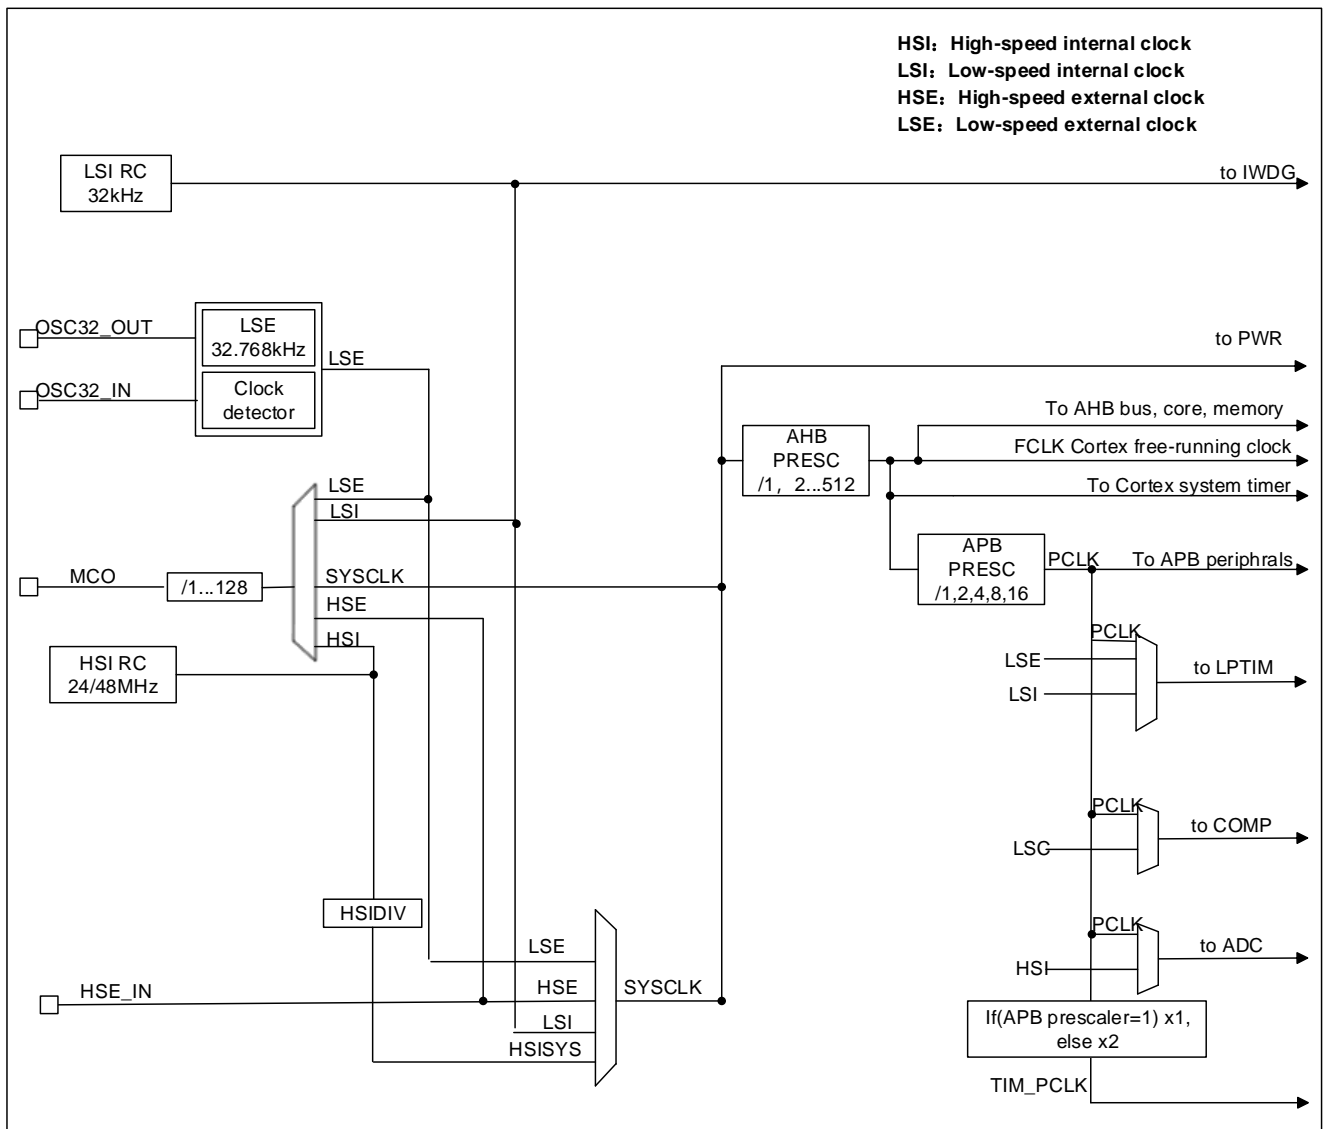 HSI：High-speed internal clock
LSI：Low-speed internal clock
HSE：High-speed external clock
LSE：Low-speed external clock
LSI RC
32kHz
to IWDG
OSC32_OUT
LSE
32.768kHz
LSE
OSC32_IN
Clock
detector
to PWR
To AHB bus, core, memory
AHB
PRESC
/1，2...512
FCLK Cortex free-running clock
To Cortex system timer
LSE
LSI
APB
PRESC
/1,2,4,8,16
PCLK
To APB periphrals
MCO
/1...128
SYSCLK
HSE
HSI
HSI RC
24/48MHz
PCLK
LSE
LSI
to LPTIM
PCLK
LSC
to COMP
HSIDIV
PCLK
HSI
to ADC
LSE
HSE_IN
HSE
SYSCLK
LSI
HSISYS
If(APB prescaler=1) x1,
else x2
TIM_PCLK